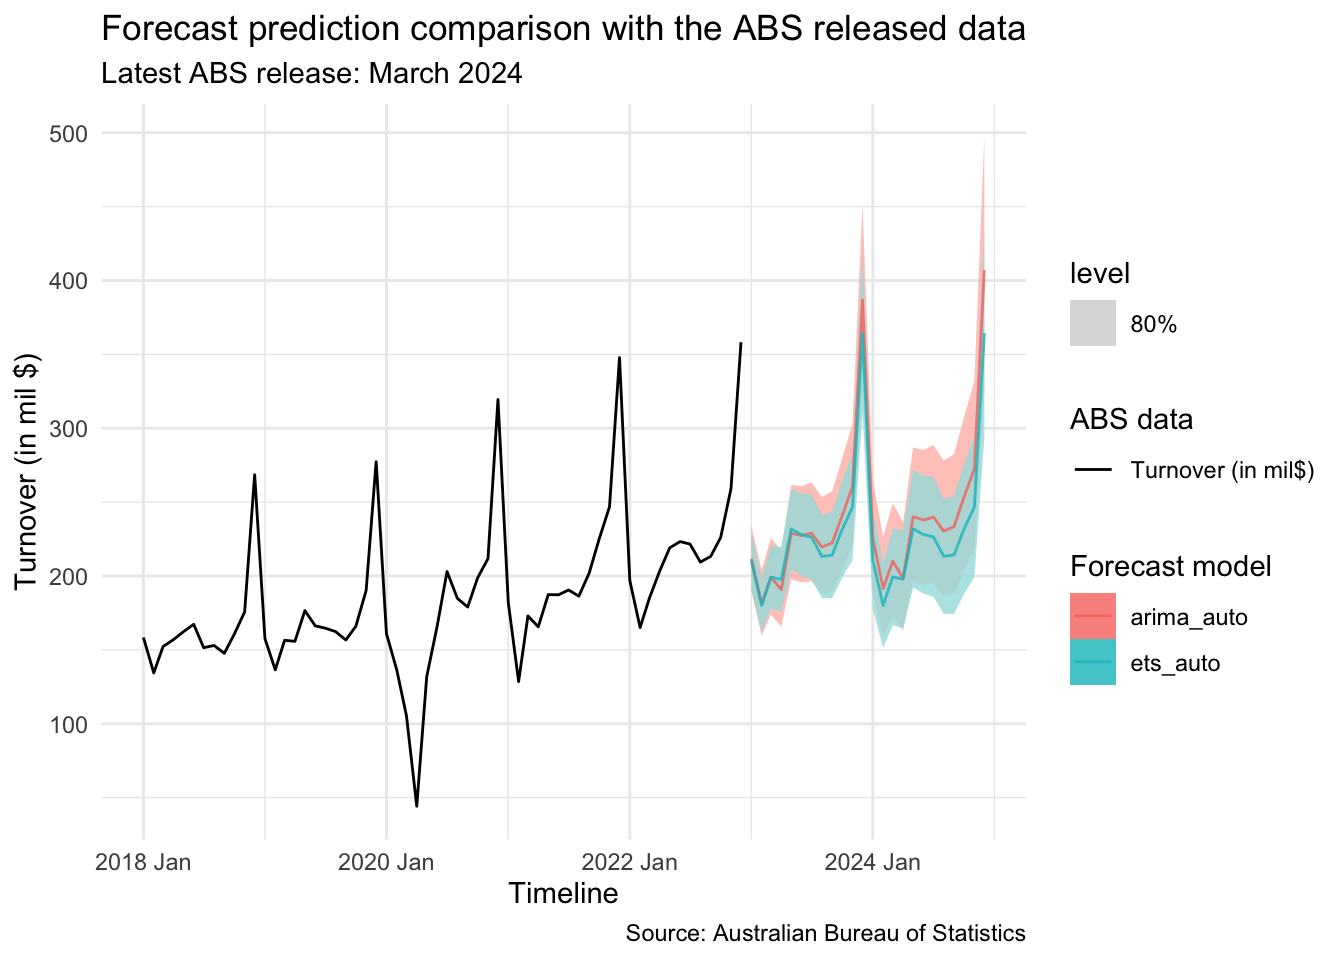 Forecast prediction comparison with the ABS released data
Latest ABS release: March 2024
Turnover (in mil $)
500
400
300
200
100
2018 Jan
2020 Jan
2022 Jan
2024 Jan
Timeline
level
80%
ABS data
Turnover (in mil$)
Forecast model
arima_auto
ets_auto
Source: Australian Bureau of Statistics